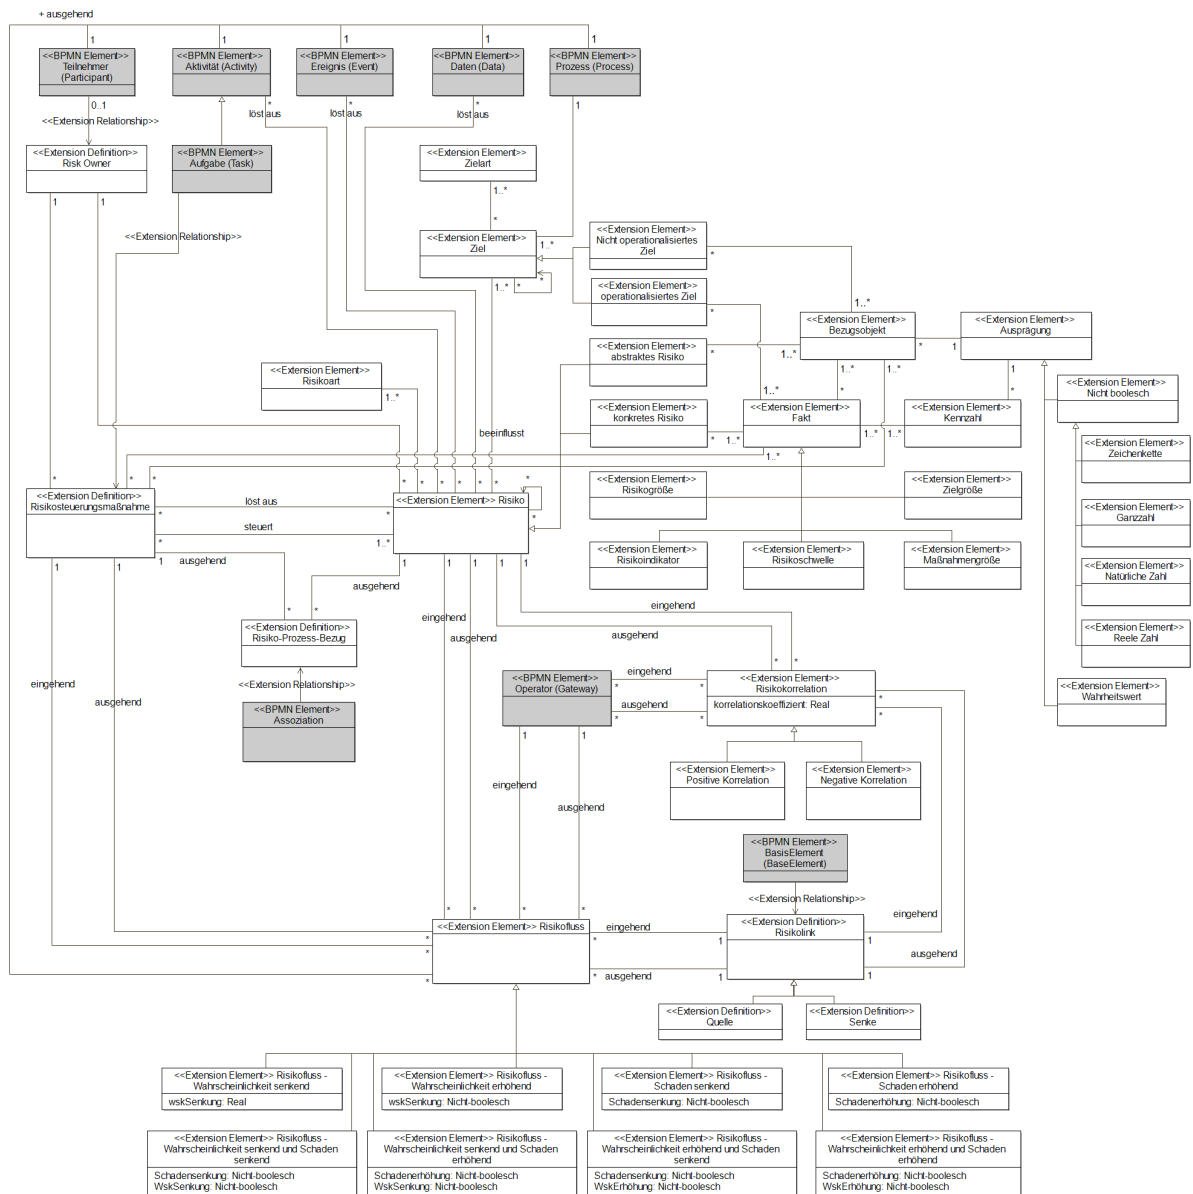 + ausgehend
1
1
1
1
1
<<BPMN Element>>
Teilnehmer
(Participant)
<<BPMN Element>>
Aktivität (Activity)
<<BPMN Element>>
Ereignis (Event)
<<BPMN Element>>
Daten (Data)
<<BPMN Element>>
Prozess (Process)
0..1
*
löst aus
*
löst aus
*
löst aus
1
<<Extension Relationship>>
<<Extension Definition>>
Risk Owner
<<BPMN Element>>
Aufgabe (Task)
<<Extension Element>>
Zielart
1
1
1..*
*
<<Extension Relationship>>
<<Extension Element>>
Ziel
1..*
*
1..*
*
<<Extension Element>>
Nicht operationalisiertes
Ziel
*
<<Extension Element>>
operationalisiertes Ziel
*
1..*
<<Extension Element>>
Bezugsobjekt
*
1
<<Extension Element>>
Ausprägung
<<Extension Element>>
abstraktes Risiko
*
1..*
1..*
1..*
1
<<Extension Element>>
Risikoart
1..*
1..*
*
*
<<Extension Element>>
Nicht boolesch
<<Extension Element>>
konkretes Risiko
*
1..*
<<Extension Element>>
Fakt
1..*
1..*
<<Extension Element>>
Kennzahl
beeinflusst
1..*
<<Extension Element>>
Zeichenkette
*
*
*
*
*
*
*
*
*
*
*
<<Extension Definition>>
Risikosteuerungsmaßnahme
löst aus
*
*
steuert
*
1..*
<<Extension Element>> Risiko
*
<<Extension Element>>
Risikogröße
<<Extension Element>>
Zielgröße
<<Extension Element>>
Ganzzahl
<<Extension Element>>
Risikoindikator
<<Extension Element>>
Risikoschwelle
<<Extension Element>>
Maßnahmengröße
<<Extension Element>>
Natürliche Zahl
1
1
1
ausgehend
1
1
1
1
1
ausgehend
*
*
eingehend
ausgehend
eingehend
ausgehend
<<Extension Definition>>
Risiko-Prozess-Bezug
<<Extension Element>>
Reele Zahl
*
*
<<Extension Relationship>>
eingehend
ausgehend
<<BPMN Element>>
Assoziation
<<BPMN Element>>
Operator (Gateway)
eingehend
*
*
ausgehend
*
*
<<Extension Element>>
Risikokorrelation
korrelationskoeffizient: Real
*
*
<<Extension Element>>
Wahrheitswert
1
1
eingehend
ausgehend
<<Extension Element>>
Positive Korrelation
<<Extension Element>>
Negative Korrelation
<<BPMN Element>>
BasisElement
(BaseElement)
<<Extension Relationship>>
*
*
*
*
eingehend
<<Extension Element>> Risikofluss
*
*
*
eingehend
*
1
ausgehend
*
1
<<Extension Definition>>
Risikolink
1
ausgehend
1
<<Extension Definition>>
Quelle
<<Extension Definition>>
Senke
<<Extension Element>> Risikofluss -
Wahrscheinlichkeit senkend
wskSenkung: Real
<<Extension Element>> Risikofluss -
Wahrscheinlichkeit erhöhend
wskSenkung: Nicht-boolesch
<<Extension Element>> Risikofluss -
Schaden senkend
Schadensenkung: Nicht-boolesch
<<Extension Element>> Risikofluss -
Schaden erhöhend
Schadenerhöhung: Nicht-boolesch
<<Extension Element>> Risikofluss -
Wahrscheinlichkeit senkend und Schaden
senkend
Schadensenkung: Nicht-boolesch
WskSenkung: Nicht-boolesch
<<Extension Element>> Risikofluss -
Wahrscheinlichkeit senkend und Schaden
erhöhend
Schadenerhöhung: Nicht-boolesch
WskSenkung: Nicht-boolesch
<<Extension Element>> Risikofluss -
Wahrscheinlichkeit erhöhend und Schaden
senkend
Schadensenkung: Nicht-boolesch
WskErhöhung: Nicht-boolesch
<<Extension Element>> Risikofluss -
Wahrscheinlichkeit erhöhend und Schaden
erhöhend
Schadenerhöhung: Nicht-boolesch
WskErhöhung: Nicht-boolesch